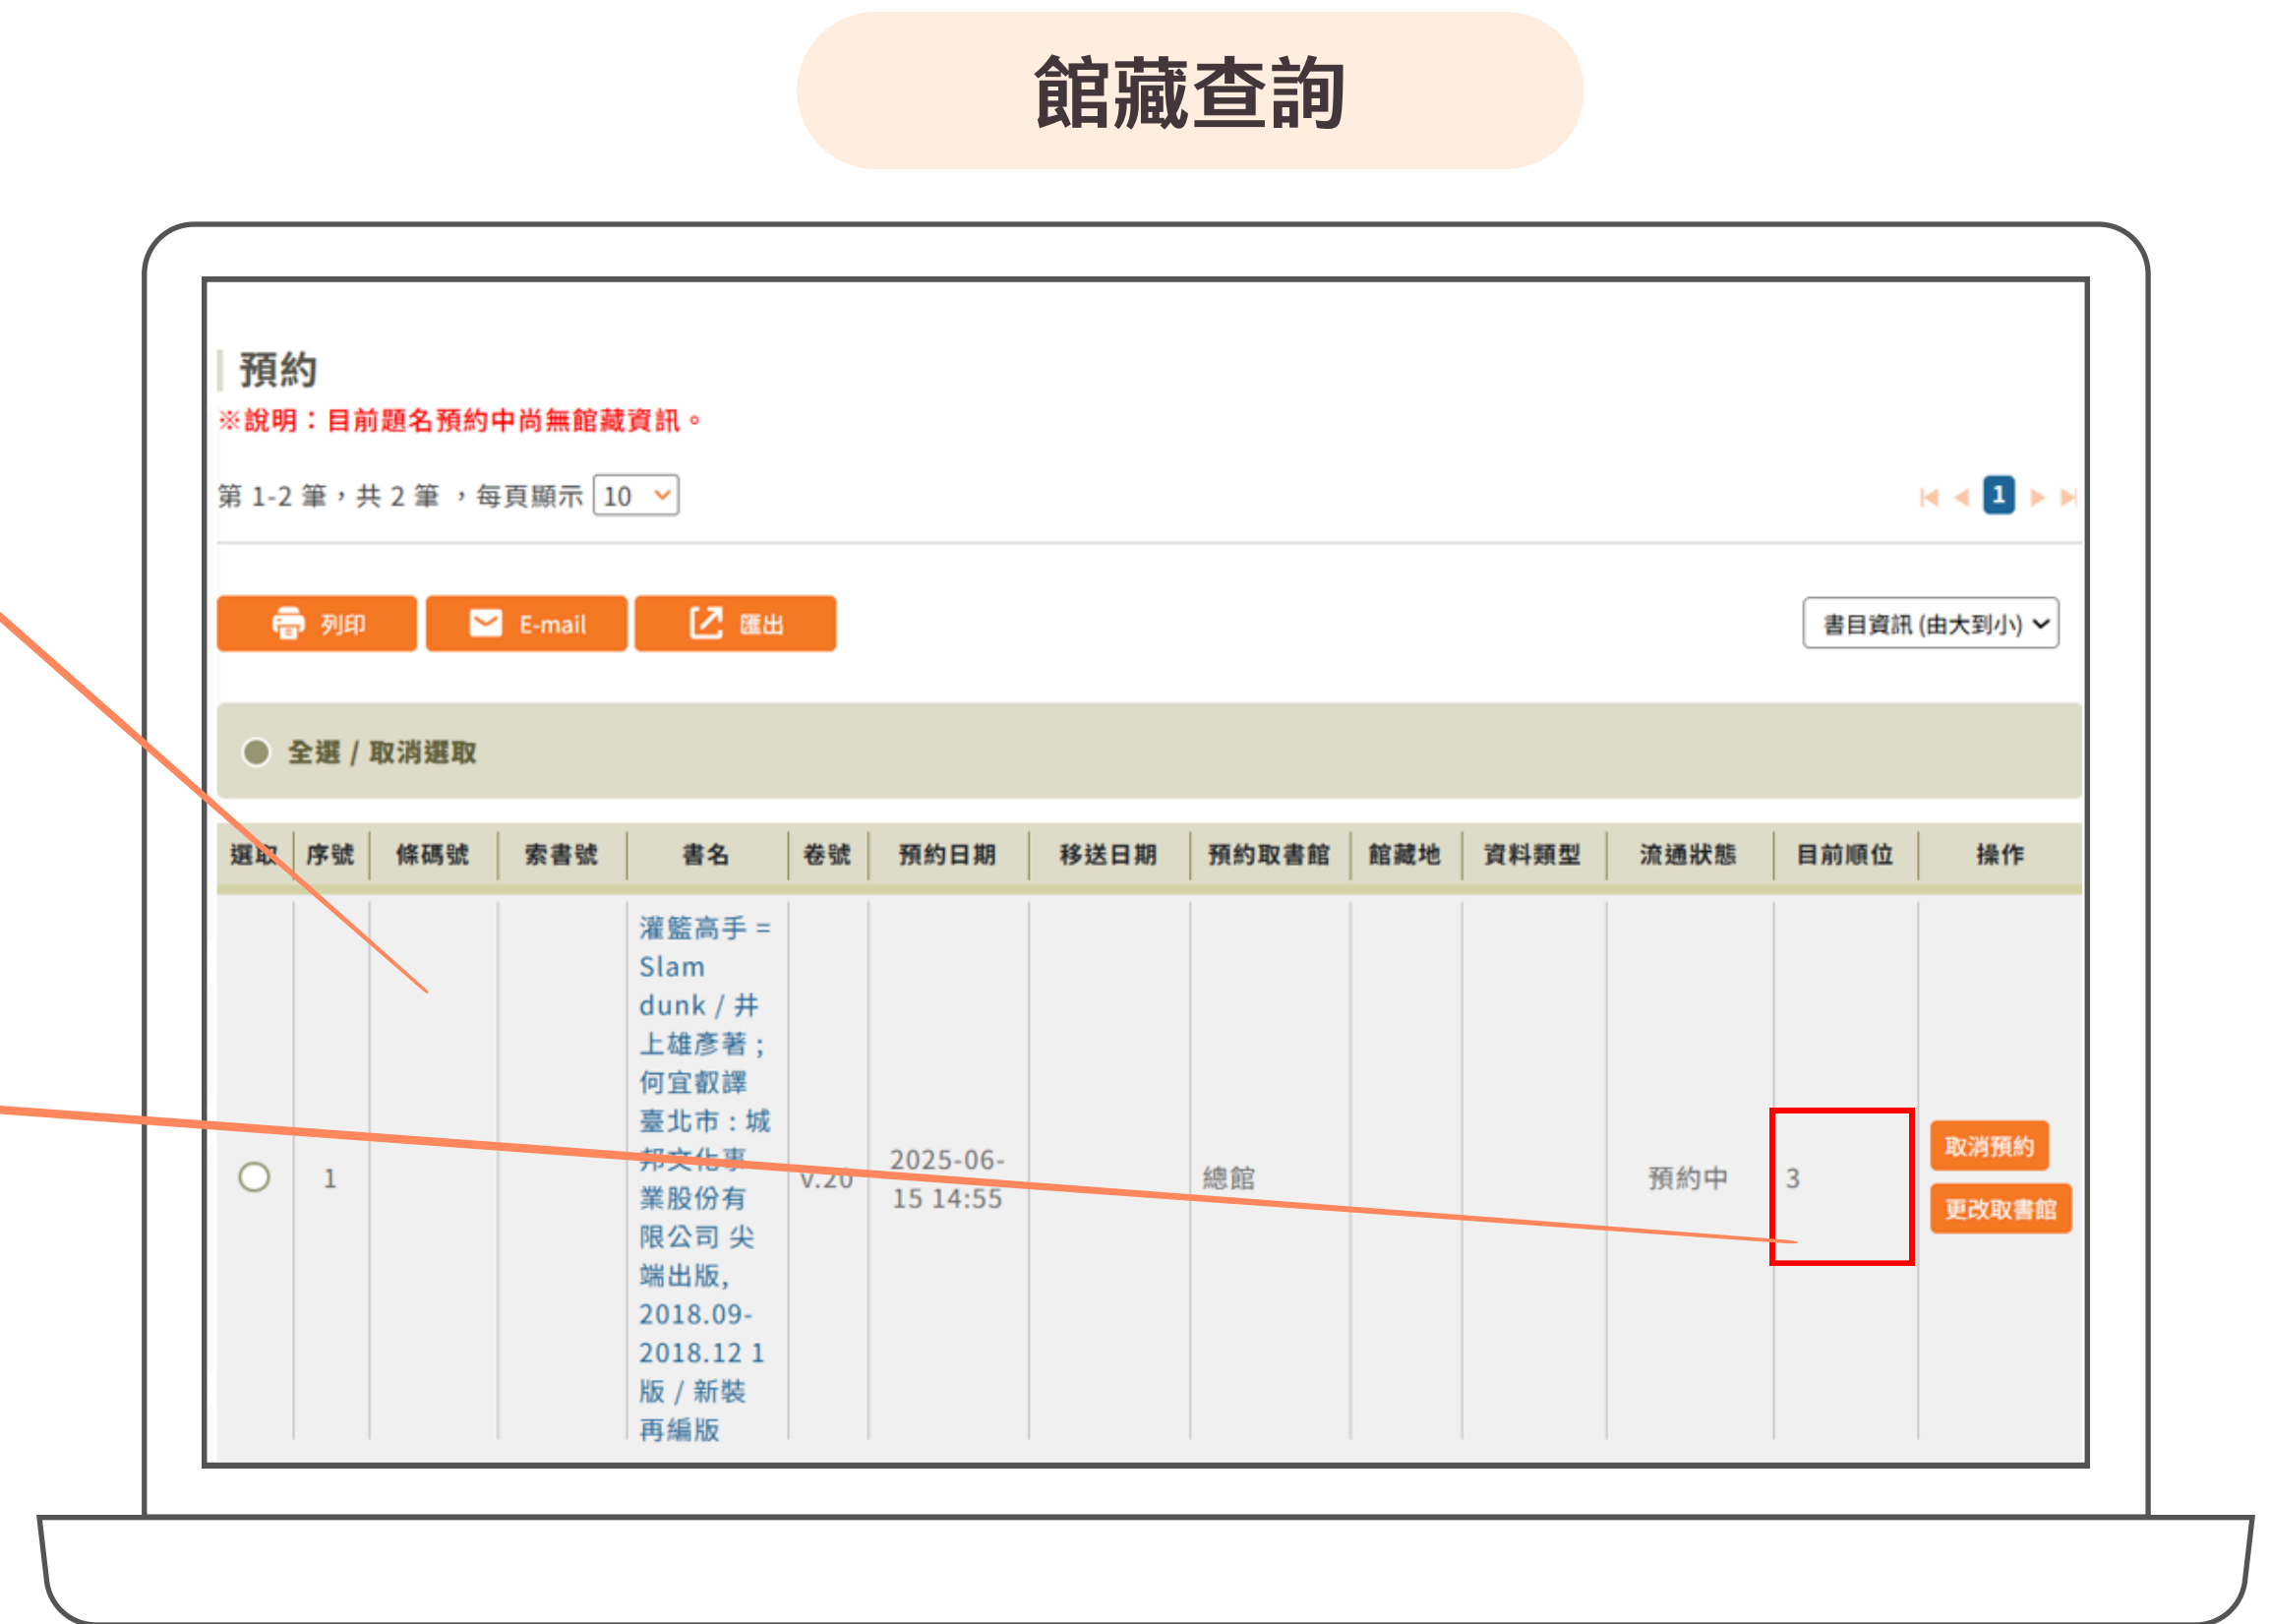 館藏查詢
預約
※說明：目前題名預約中尚無館藏資訊。
第 1-2 筆，共 2 筆 ，每頁顯示 10
1
列印
E-mail
匯出
書目資訊 (由大到小)
全選 / 取消選取
選取 序號 條碼號 索書號 書名 卷號 預約日期 移送日期 預約取書館 館藏地 資料類型 流通狀態 目前順位 操作
1
灌籃高手 =
Slam
dunk / 井
上雄彥著 ;
何宜叡譯
臺北市 : 城
邦文化事
業股份有
限公司 尖
端出版,
2018.09-
2018.12 1
版 / 新裝
再編版
v.20
2025-06-
15 14:55
總館
預約中
3
取消預約
更改取書館